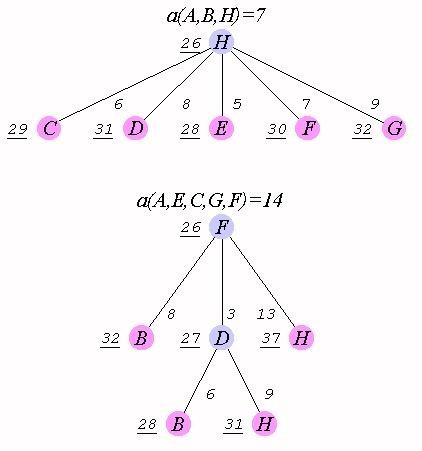 a(A,B,H)=7
26 H
6 8 5 7 9
29 C 31 D 28 E 30 F 32 G
a(A,E,C,G,F)=14
26 F
8 3 13
32 B 27 D 37 H
6 9
28 B 31 H